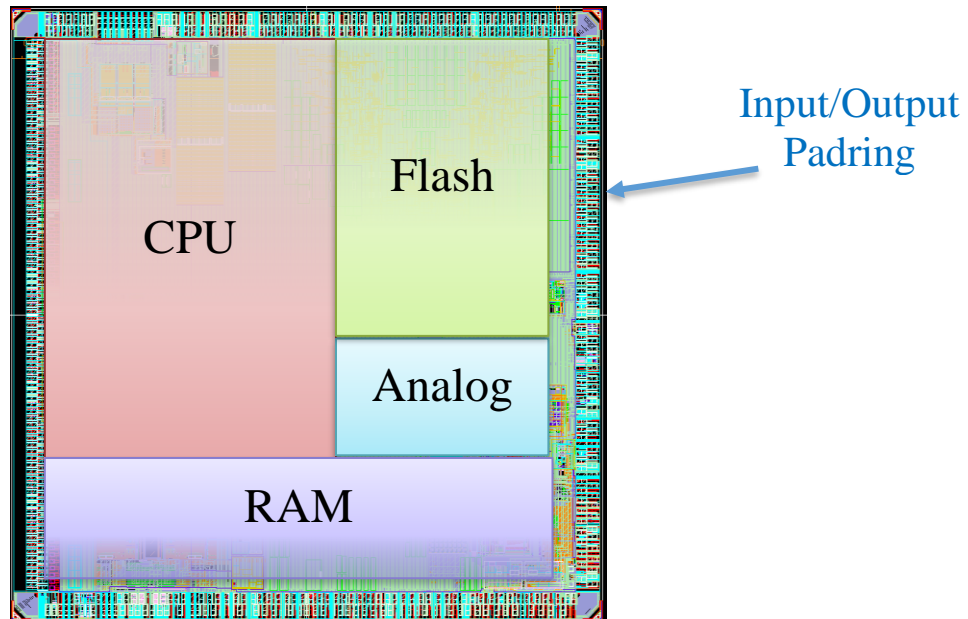 Input/Output
Padring
Flash
CPU
Analog
RAM